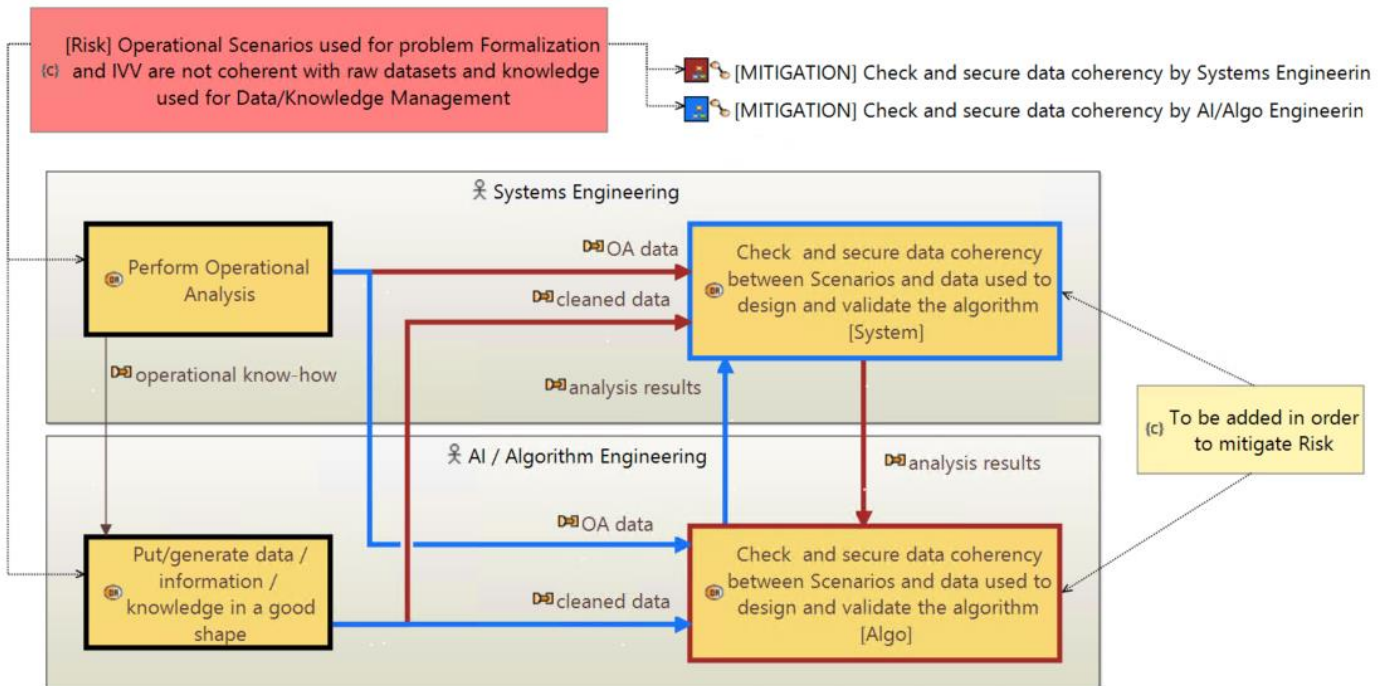 [Risk] Operational Scenarios used for problem Formalization
(c) and IVV are not coherent with raw datasets and knowledge
used for Data/Knowledge Management
[MITIGATION] Check and secure data coherency by Systems Engineerin
[MITIGATION] Check and secure data coherency by AI/Algo Engineerin
Systems Engineering
Perform Operational
OR
Analysis
OA data
cleaned data
Check and secure data coherency
between Scenarios and data used to
OR
design and validate the algorithm
[System]
operational know-how
analysis results
To be added in order
(c)
to mitigate Risk
AI / Algorithm Engineering
analysis results
Put/generate data /
information /
OR
knowledge in a good
shape
OA data
cleaned data
Check and secure data coherency
between Scenarios and data used to
OR
design and validate the algorithm
[Algo]